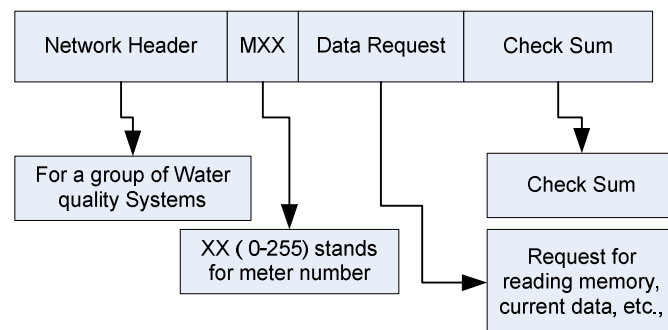 Network Header MXX Data Request Check Sum
For a group of Water
quality Systems
Check Sum
XX ( 0-255) stands
for meter number
Request for
reading memory,
current data, etc.,